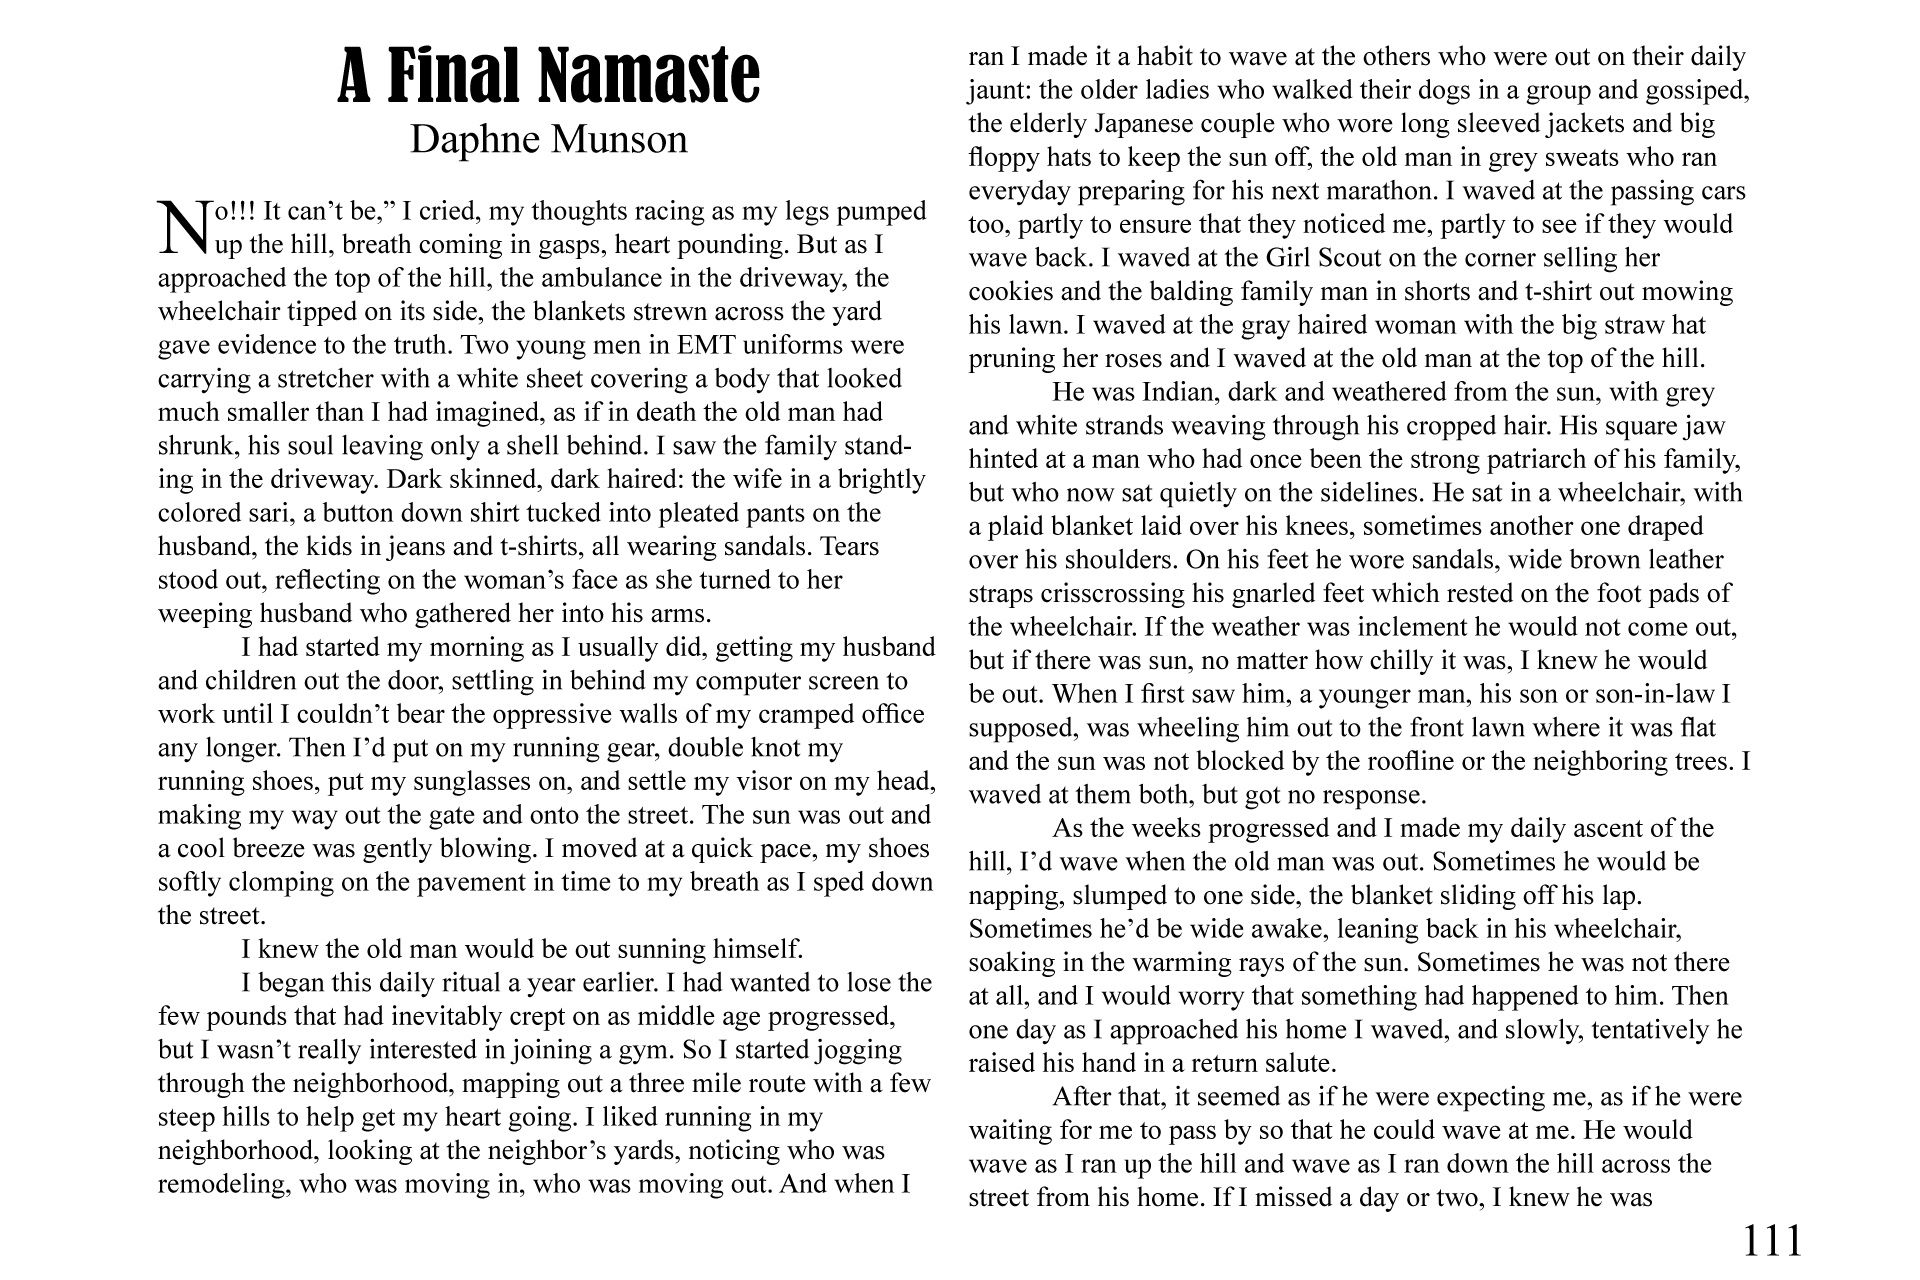 A Final Namaste
Daphne Munson
No!!! It can’t be,” I cried, my thoughts racing as my legs pumped
up the hill, breath coming in gasps, heart pounding. But as I
approached the top of the hill, the ambulance in the driveway, the
wheelchair tipped on its side, the blankets strewn across the yard
gave evidence to the truth. Two young men in EMT uniforms were
carrying a stretcher with a white sheet covering a body that looked
much smaller than I had imagined, as if in death the old man had
shrunk, his soul leaving only a shell behind. I saw the family stand-
ing in the driveway. Dark skinned, dark haired: the wife in a brightly
colored sari, a button down shirt tucked into pleated pants on the
husband, the kids in jeans and t-shirts, all wearing sandals. Tears
stood out, reflecting on the woman’s face as she turned to her
weeping husband who gathered her into his arms.
I had started my morning as I usually did, getting my husband
and children out the door, settling in behind my computer screen to
work until I couldn’t bear the oppressive walls of my cramped office
any longer. Then I’d put on my running gear, double knot my
running shoes, put my sunglasses on, and settle my visor on my head,
making my way out the gate and onto the street. The sun was out and
a cool breeze was gently blowing. I moved at a quick pace, my shoes
softly clomping on the pavement in time to my breath as I sped down
the street.
I knew the old man would be out sunning himself.
I began this daily ritual a year earlier. I had wanted to lose the
few pounds that had inevitably crept on as middle age progressed,
but I wasn’t really interested in joining a gym. So I started jogging
through the neighborhood, mapping out a three mile route with a few
steep hills to help get my heart going. I liked running in my
neighborhood, looking at the neighbor’s yards, noticing who was
remodeling, who was moving in, who was moving out. And when I
ran I made it a habit to wave at the others who were out on their daily
jaunt: the older ladies who walked their dogs in a group and gossiped,
the elderly Japanese couple who wore long sleeved jackets and big
floppy hats to keep the sun off, the old man in grey sweats who ran
everyday preparing for his next marathon. I waved at the passing cars
too, partly to ensure that they noticed me, partly to see if they would
wave back. I waved at the Girl Scout on the corner selling her
cookies and the balding family man in shorts and t-shirt out mowing
his lawn. I waved at the gray haired woman with the big straw hat
pruning her roses and I waved at the old man at the top of the hill.
He was Indian, dark and weathered from the sun, with grey
and white strands weaving through his cropped hair. His square jaw
hinted at a man who had once been the strong patriarch of his family,
but who now sat quietly on the sidelines. He sat in a wheelchair, with
a plaid blanket laid over his knees, sometimes another one draped
over his shoulders. On his feet he wore sandals, wide brown leather
straps crisscrossing his gnarled feet which rested on the foot pads of
the wheelchair. If the weather was inclement he would not come out,
but if there was sun, no matter how chilly it was, I knew he would
be out. When I first saw him, a younger man, his son or son-in-law I
supposed, was wheeling him out to the front lawn where it was flat
and the sun was not blocked by the roofline or the neighboring trees. I
waved at them both, but got no response.
As the weeks progressed and I made my daily ascent of the
hill, I’d wave when the old man was out. Sometimes he would be
napping, slumped to one side, the blanket sliding off his lap.
Sometimes he’d be wide awake, leaning back in his wheelchair,
soaking in the warming rays of the sun. Sometimes he was not there
at all, and I would worry that something had happened to him. Then
one day as I approached his home I waved, and slowly, tentatively he
raised his hand in a return salute.
After that, it seemed as if he were expecting me, as if he were
waiting for me to pass by so that he could wave at me. He would
wave as I ran up the hill and wave as I ran down the hill across the
street from his home. If I missed a day or two, I knew he was
111